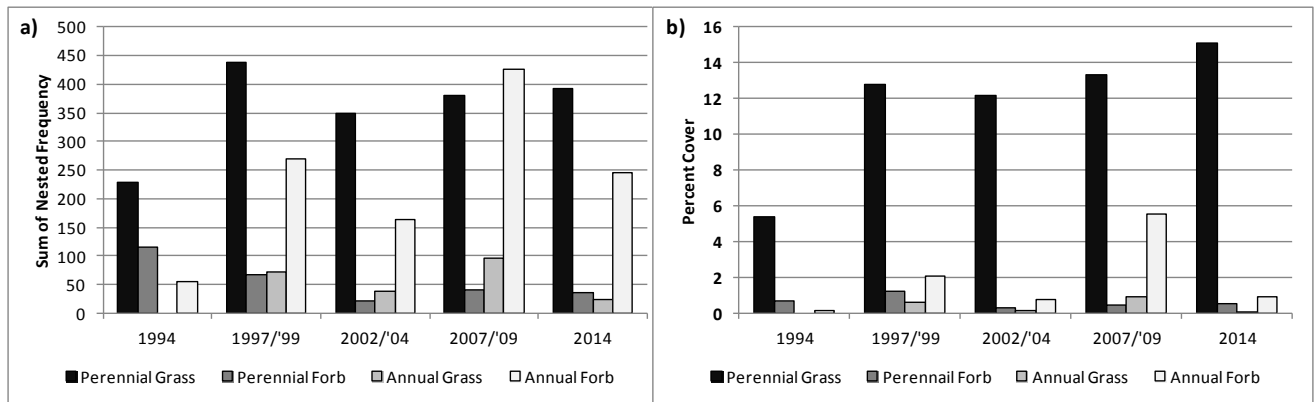 a)
Sum of Nested Frequency
500
450
400
350
300
250
200
150
100
50
0
1994 1997/'99 2002/'04 2007/'09 2014
Perennial Grass Perennial Forb Annual Grass Annual Forb
b)
Percent Cover
16
14
12
10
8
6
4
2
0
1994 1997/'99 2002/'04 2007/'09 2014
Perennial Grass Perennail Forb Annual Grass Annual Forb